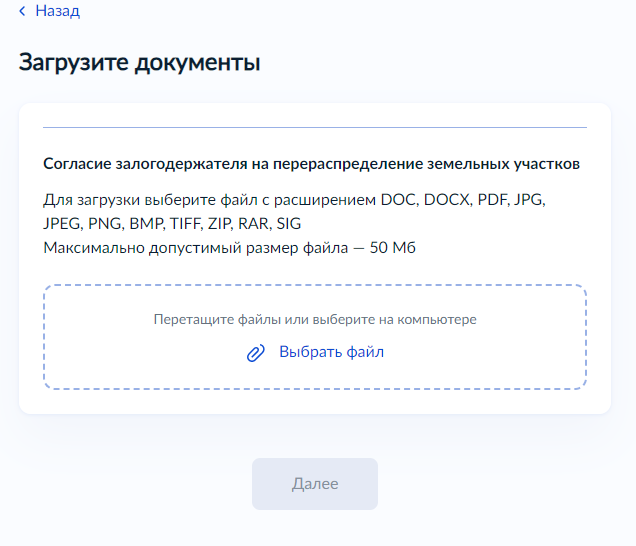 Назад
Загрузите документы
Согласие залогодержателя на перераспределение земельных участков
Для загрузки выберите файл с расширением DOC, DOCX, PDF, JPG,
JPEG, PNG, BMP, TIFF, ZIP, RAR, SIG
Максимально допустимый размер файла — 50 Мб
Перетащите файлы или выберите на компьютере
Выбрать файл
Далее